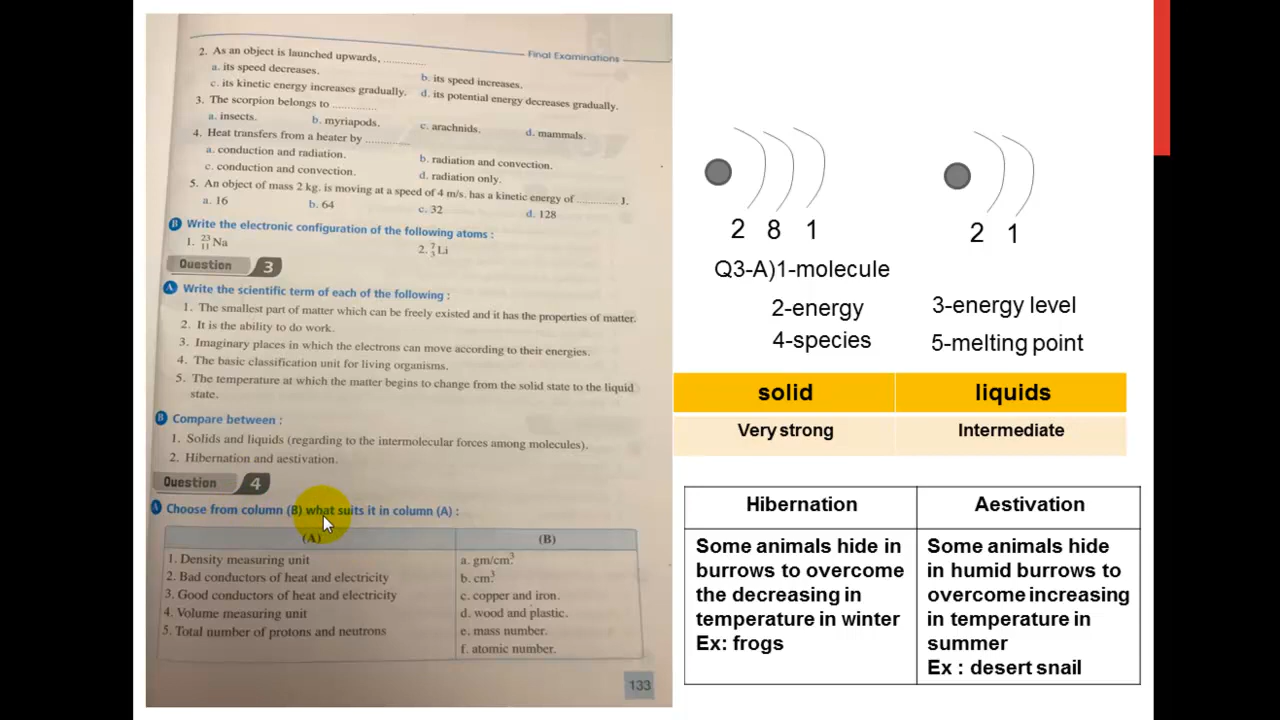 Final Examinations
2. As an object is launched upwards, ............
a. its speed decreases.
b. its speed increases.
c. its kinetic energy increases gradually.
d. its potential energy decreases gradually.
3. The scorpion belongs to ............
a. insects.
b. myriapods.
c. arachnids.
d. mammals.
4. Heat transfers from a heater by ............
a. conduction and radiation.
b. radiation and convection.
c. conduction and convection.
d. radiation only.
5. An object of mass 2 kg. is moving at a speed of 4 m/s. has a kinetic energy of ............ J.
a. 16
b. 64
c. 32
d. 128
B Write the electronic configuration of the following atoms :
1. ²³₁₁Na
2. ⁷₃Li
Question 3
A Write the scientific term of each of the following :
1. The smallest part of matter which can be freely existed and it has the properties of matter.
2. It is the ability to do work.
3. Imaginary places in which the electrons can move according to their energies.
4. The basic classification unit for living organisms.
5. The temperature at which the matter begins to change from the solid state to the liquid
state.
B Compare between :
1. Solids and liquids (regarding to the intermolecular forces among molecules).
2. Hibernation and aestivation.
Question 4
A Choose from column (B) what suits it in column (A) :
(A)
(B)
1. Density measuring unit
a. gm/cm³
2. Bad conductors of heat and electricity
b. cm³
3. Good conductors of heat and electricity
c. copper and iron.
4. Volume measuring unit
d. wood and plastic.
5. Total number of protons and neutrons
e. mass number.
f. atomic number.
133
2 8 1
2 1
Q3-A)1-molecule
2-energy
3-energy level
4-species
5-melting point
solid
liquids
Very strong
Intermediate
Hibernation
Aestivation
Some animals hide in
burrows to overcome
the decreasing in
temperature in winter
Ex: frogs
Some animals hide
in humid burrows to
overcome increasing
in temperature in
summer
Ex : desert snail